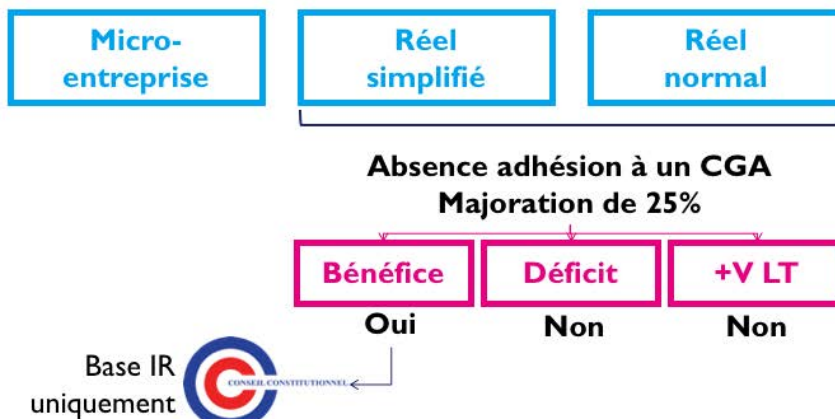 Micro-
entreprise
Réel
simplifié
Réel
normal
Absence adhésion à un CGA
Majoration de 25%
Bénéfice
Déficit
+V LT
Oui
Non
Non
Base IR
uniquement
CONSEIL CONSTITUTIONNEL